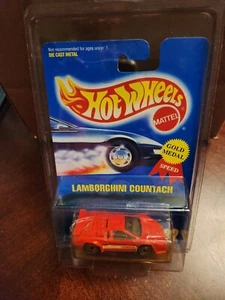 Not recommended for ages under 3
DIE CAST METAL
Hot Wheels
MATTEL
GOLD
MEDAL
SPEED
LAMBORGHINI COUNTACH